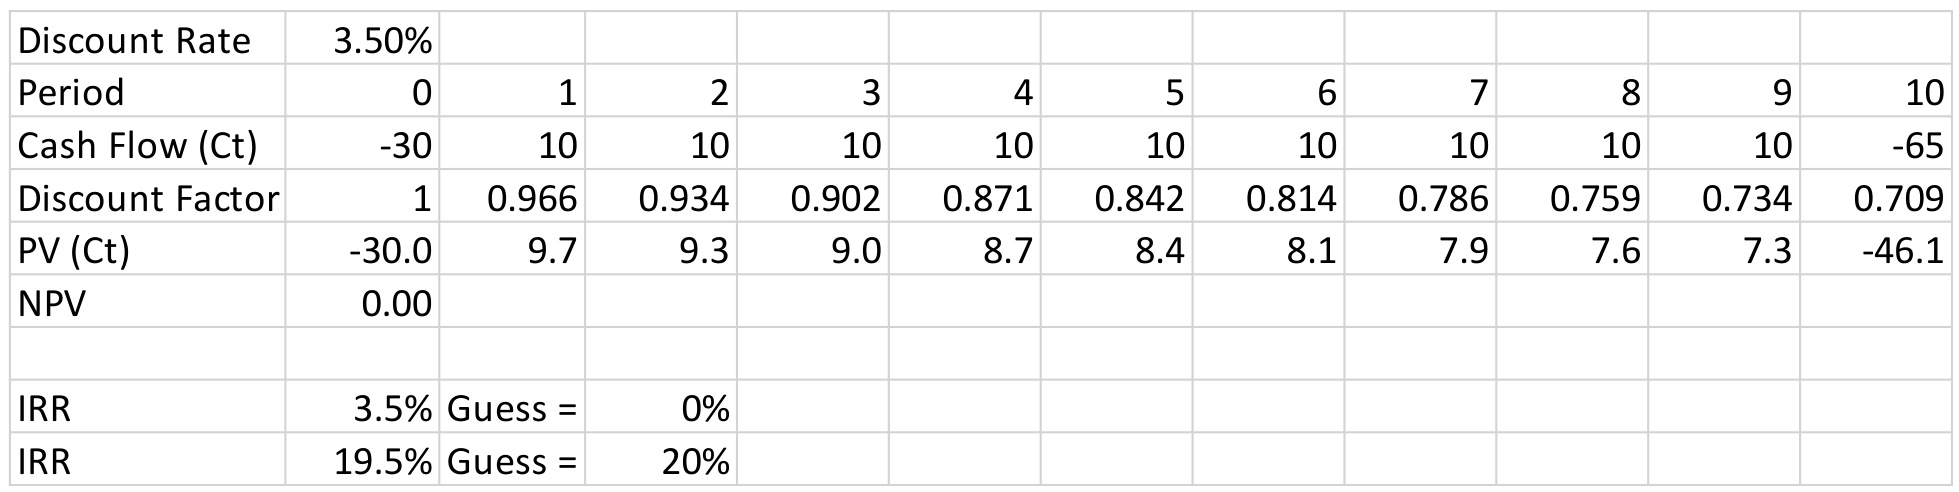 Discount Rate 3.50%
Period 0 1 2 3 4 5 6 7 8 9 10
Cash Flow (Ct) -30 10 10 10 10 10 10 10 10 10 -65
Discount Factor 1 0.966 0.934 0.902 0.871 0.842 0.814 0.786 0.759 0.734 0.709
PV (Ct) -30.0 9.7 9.3 9.0 8.7 8.4 8.1 7.9 7.6 7.3 -46.1
NPV 0.00
IRR 3.5% Guess = 0%
IRR 19.5% Guess = 20%